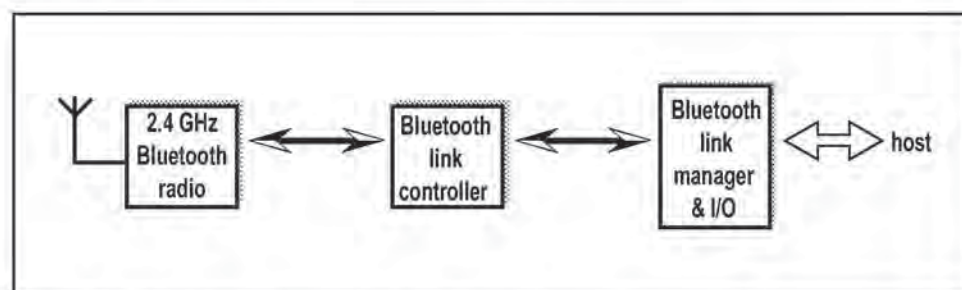 2.4 GHz
Bluetooth
radio
Bluetooth
link
controller
Bluetooth
link
manager
& I/O
host